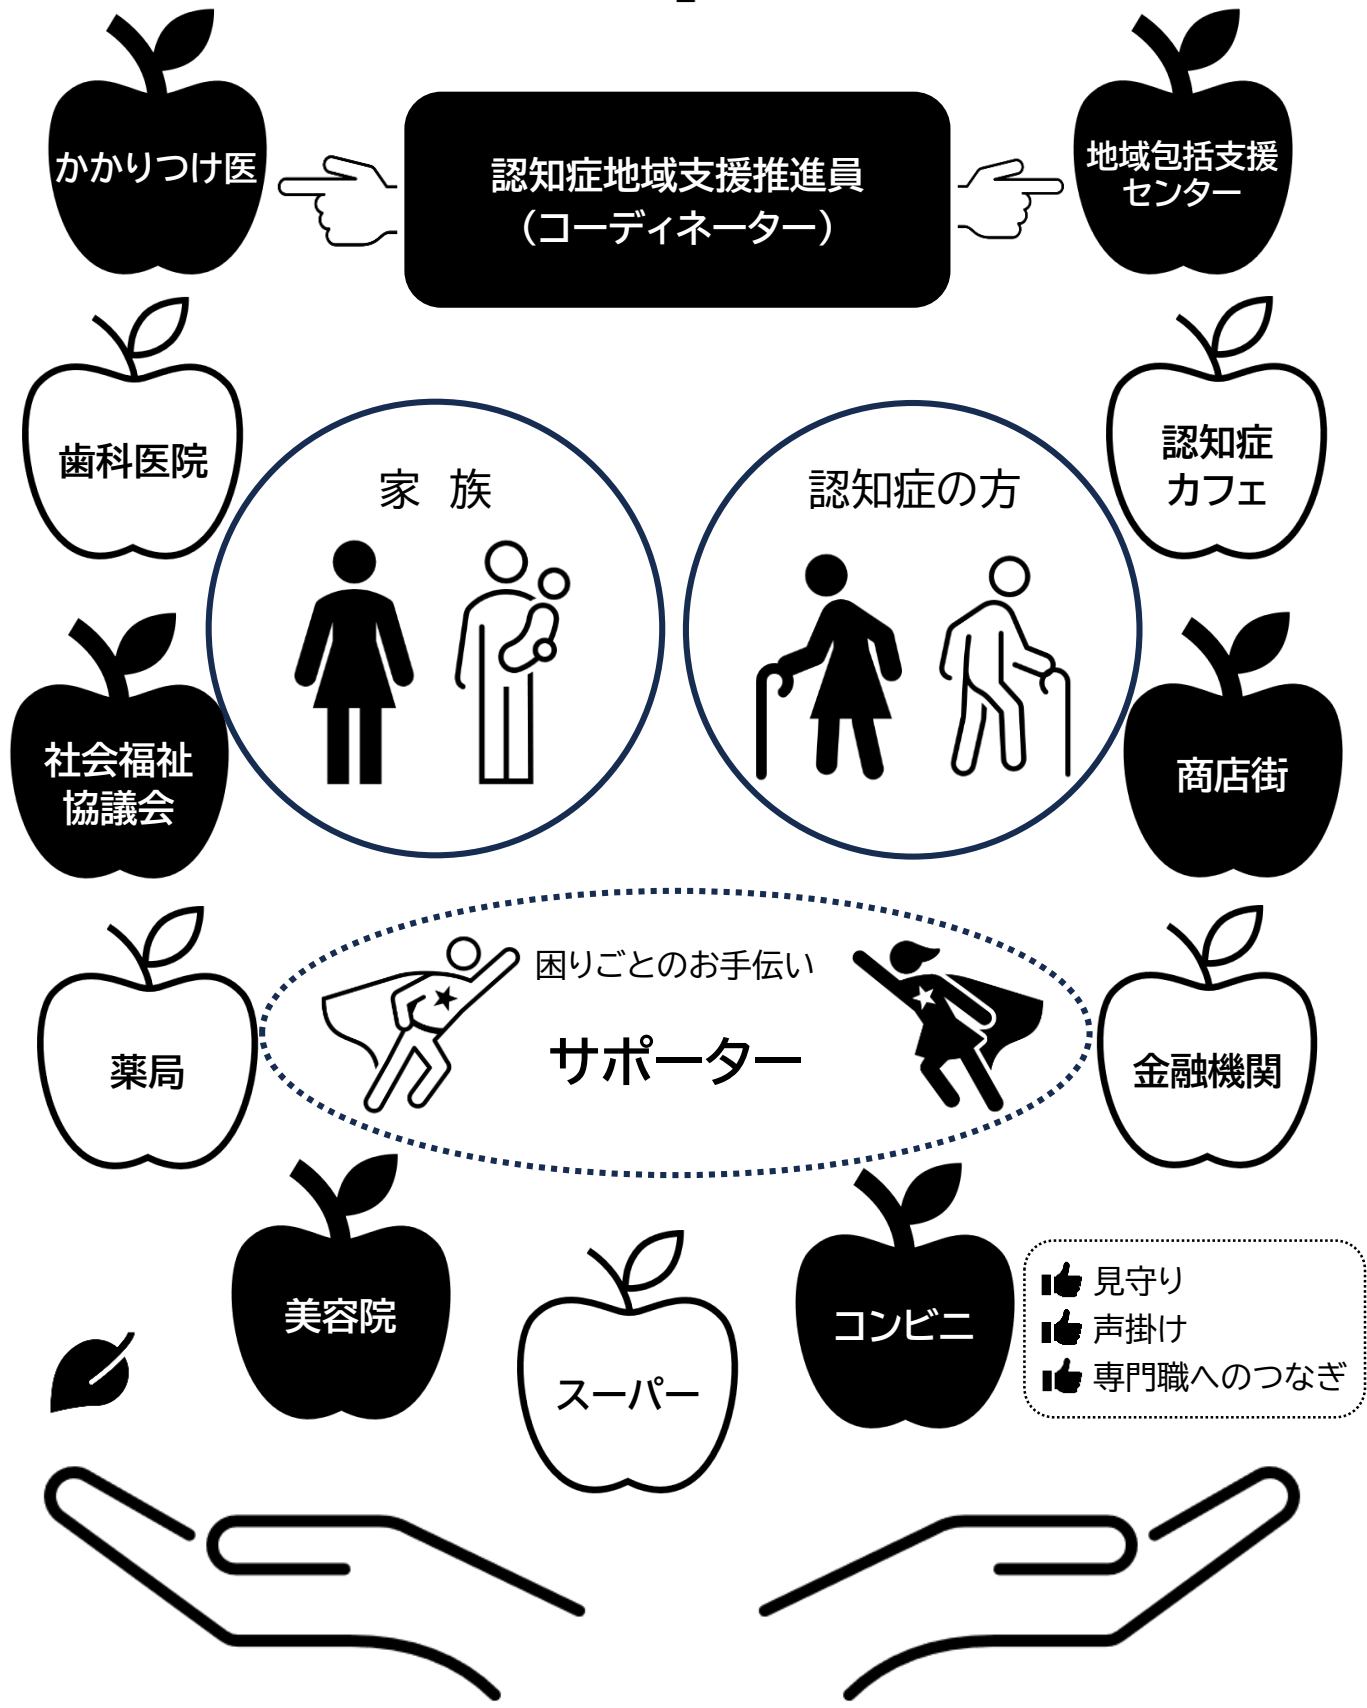 かかりつけ医
認知症地域支援推進員
（コーディネーター）
地域包括支援
センター
歯科医院
家 族
認知症の方
認知症
カフェ
社会福祉
協議会
商店街
困りごとのお手伝い
サポーター
薬局
金融機関
美容院
スーパー
コンビニ
見守り
声掛け
専門職へのつなぎ